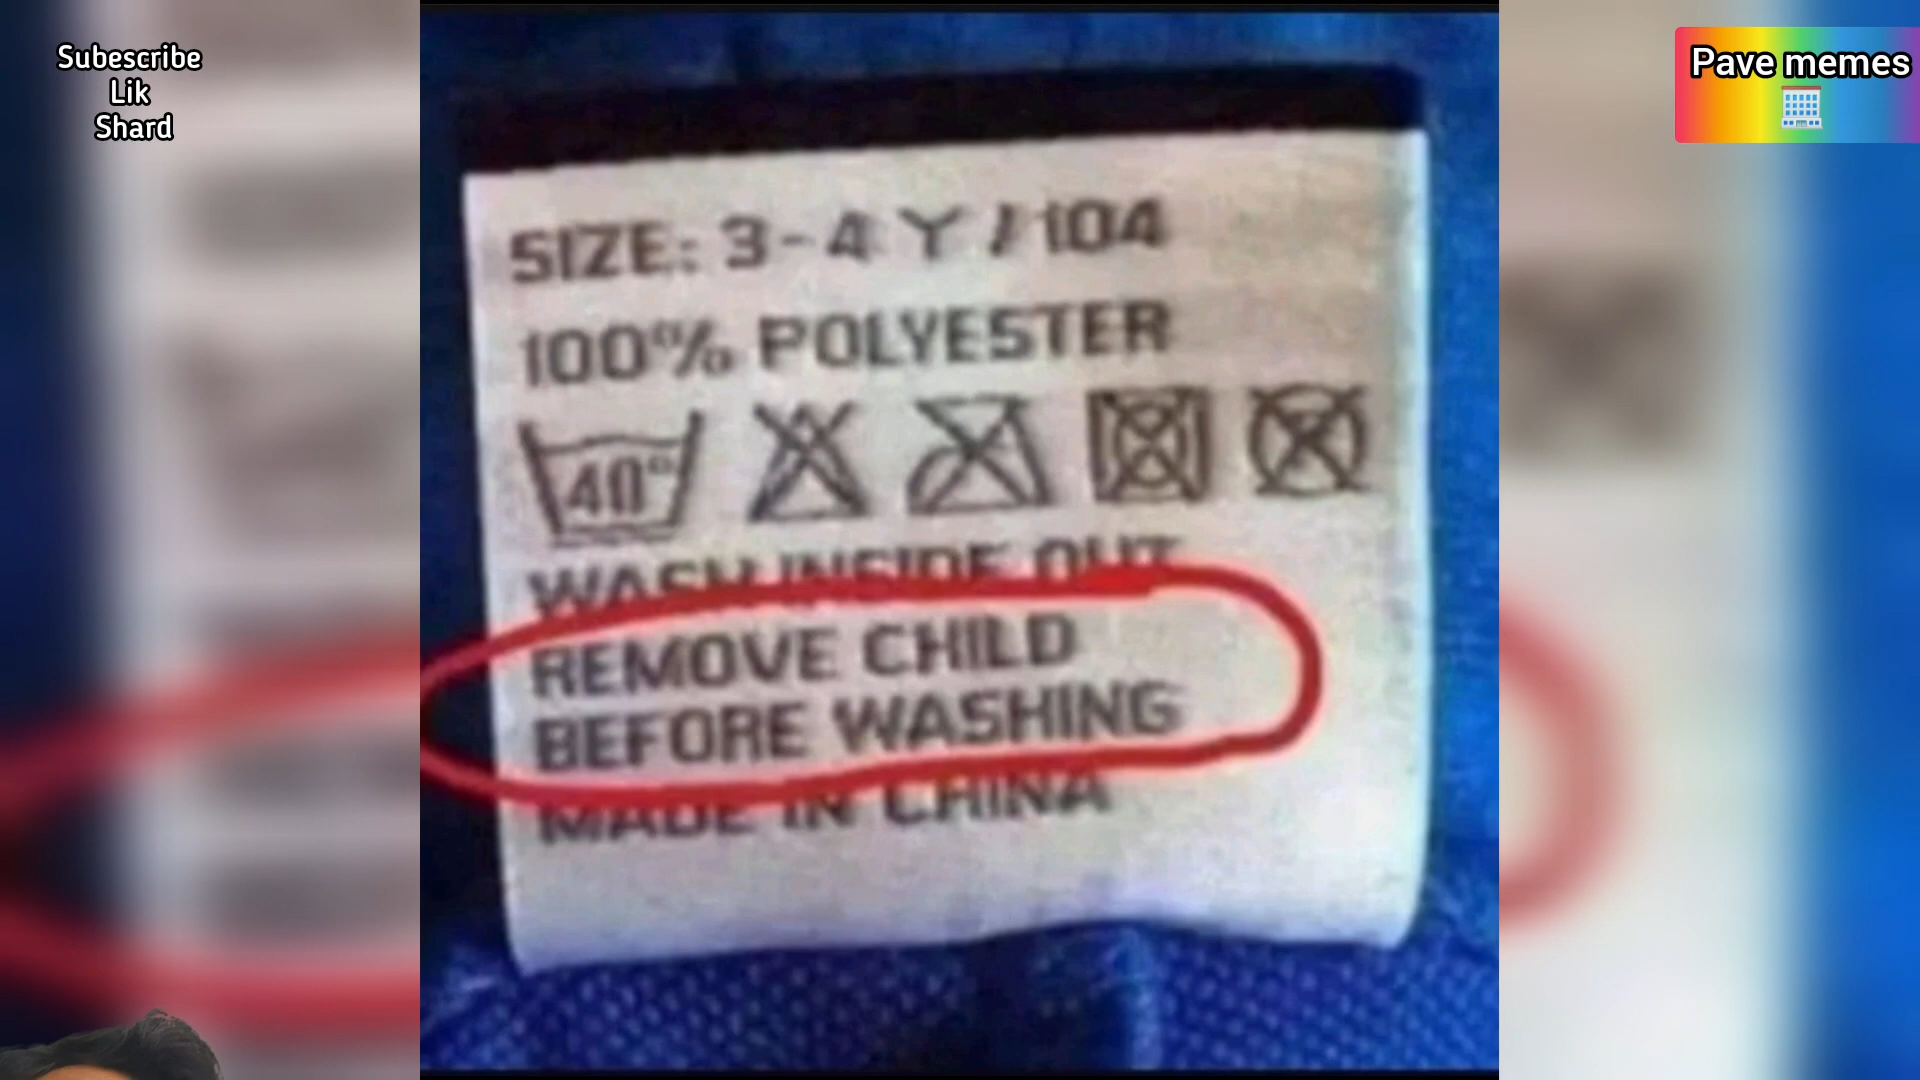 Subescribe
Lik
Shard
Pave memes
SIZE: 3-4 Y / 104
100% POLYESTER
40°
WASH INSIDE OUT
REMOVE CHILD
BEFORE WASHING
MADE IN CHINA